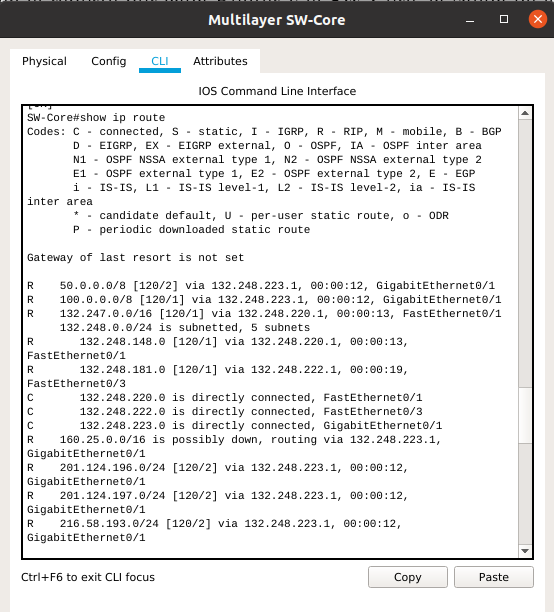 Multilayer SW-Core
Physical Config CLI Attributes
IOS Command Line Interface
[OK]
SW-Core#show ip route
Codes: C - connected, S - static, I - IGRP, R - RIP, M - mobile, B - BGP
       D - EIGRP, EX - EIGRP external, O - OSPF, IA - OSPF inter area
       N1 - OSPF NSSA external type 1, N2 - OSPF NSSA external type 2
       E1 - OSPF external type 1, E2 - OSPF external type 2, E - EGP
       i - IS-IS, L1 - IS-IS level-1, L2 - IS-IS level-2, ia - IS-IS
inter area
       * - candidate default, U - per-user static route, o - ODR
       P - periodic downloaded static route
Gateway of last resort is not set
R    50.0.0.0/8 [120/2] via 132.248.223.1, 00:00:12, GigabitEthernet0/1
R    100.0.0.0/8 [120/1] via 132.248.223.1, 00:00:12, GigabitEthernet0/1
R    132.247.0.0/16 [120/1] via 132.248.220.1, 00:00:13, FastEthernet0/1
     132.248.0.0/24 is subnetted, 5 subnets
R       132.248.148.0 [120/1] via 132.248.220.1, 00:00:13,
FastEthernet0/1
R       132.248.181.0 [120/1] via 132.248.222.1, 00:00:19,
FastEthernet0/3
C       132.248.220.0 is directly connected, FastEthernet0/1
C       132.248.222.0 is directly connected, FastEthernet0/3
C       132.248.223.0 is directly connected, GigabitEthernet0/1
R    160.25.0.0/16 is possibly down, routing via 132.248.223.1,
GigabitEthernet0/1
R    201.124.196.0/24 [120/2] via 132.248.223.1, 00:00:12,
GigabitEthernet0/1
R    201.124.197.0/24 [120/2] via 132.248.223.1, 00:00:12,
GigabitEthernet0/1
R    216.58.193.0/24 [120/2] via 132.248.223.1, 00:00:12,
GigabitEthernet0/1
Ctrl+F6 to exit CLI focus
Copy
Paste